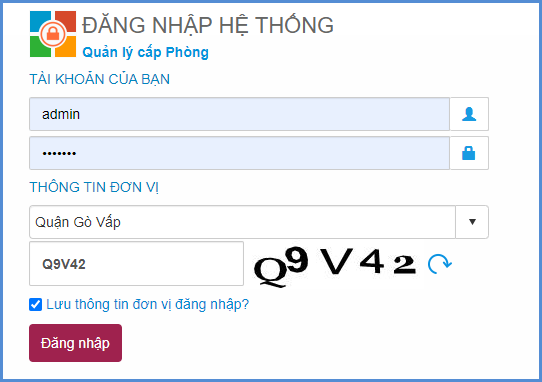 ĐĂNG NHẬP HỆ THỐNG
Quản lý cấp Phòng
TÀI KHOẢN CỦA BẠN
admin
•••••••
THÔNG TIN ĐƠN VỊ
Quận Gò Vấp
Q9V42 Q9V42
Lưu thông tin đơn vị đăng nhập?
Đăng nhập